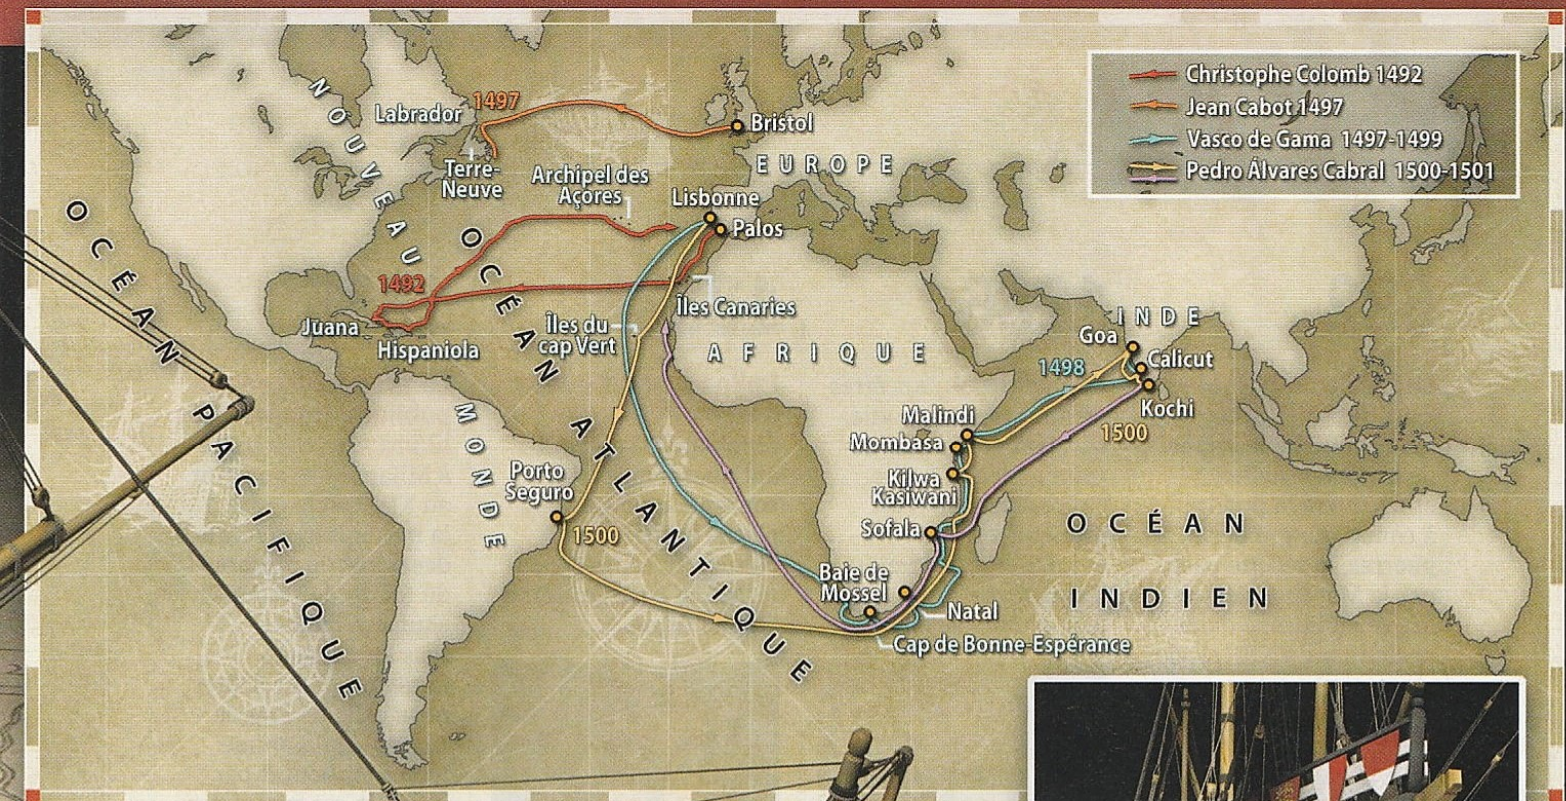 Christophe Colomb 1492
Jean Cabot 1497
Vasco de Gama 1497-1499
Pedro Álvares Cabral 1500-1501
NOUVEAU
MONDE
Labrador
1497
Bristol
Terre-
Neuve
EUROPE
Archipel des
Açores
Lisbonne
Palos
OCÉAN
PACIFIQUE
OCÉAN
ATLANTIQUE
1492
Îles Canaries
Juana
Hispaniola
Îles du
cap Vert
AFRIQUE
INDE
Goa
Calicut
1498
Kochi
1500
Malindi
Mombasa
Kilwa
Kasiwani
Sofala
Porto
Seguro
1500
OCÉAN
INDIEN
Baie de
Mossel
Natal
Cap de Bonne-Espérance